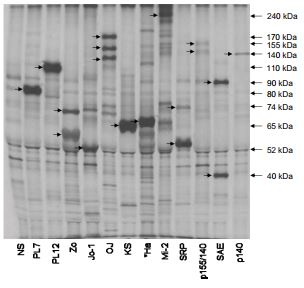 240 kDa
170 kDa
155 kDa
140 kDa
110 kDa
90 kDa
80 kDa
74 kDa
65 kDa
52 kDa
40 kDa
NS
PL7
PL12
Zo
Jo-1
OJ
KS
*Ha
Mi-2
SRP
p155/140
SAE
p140